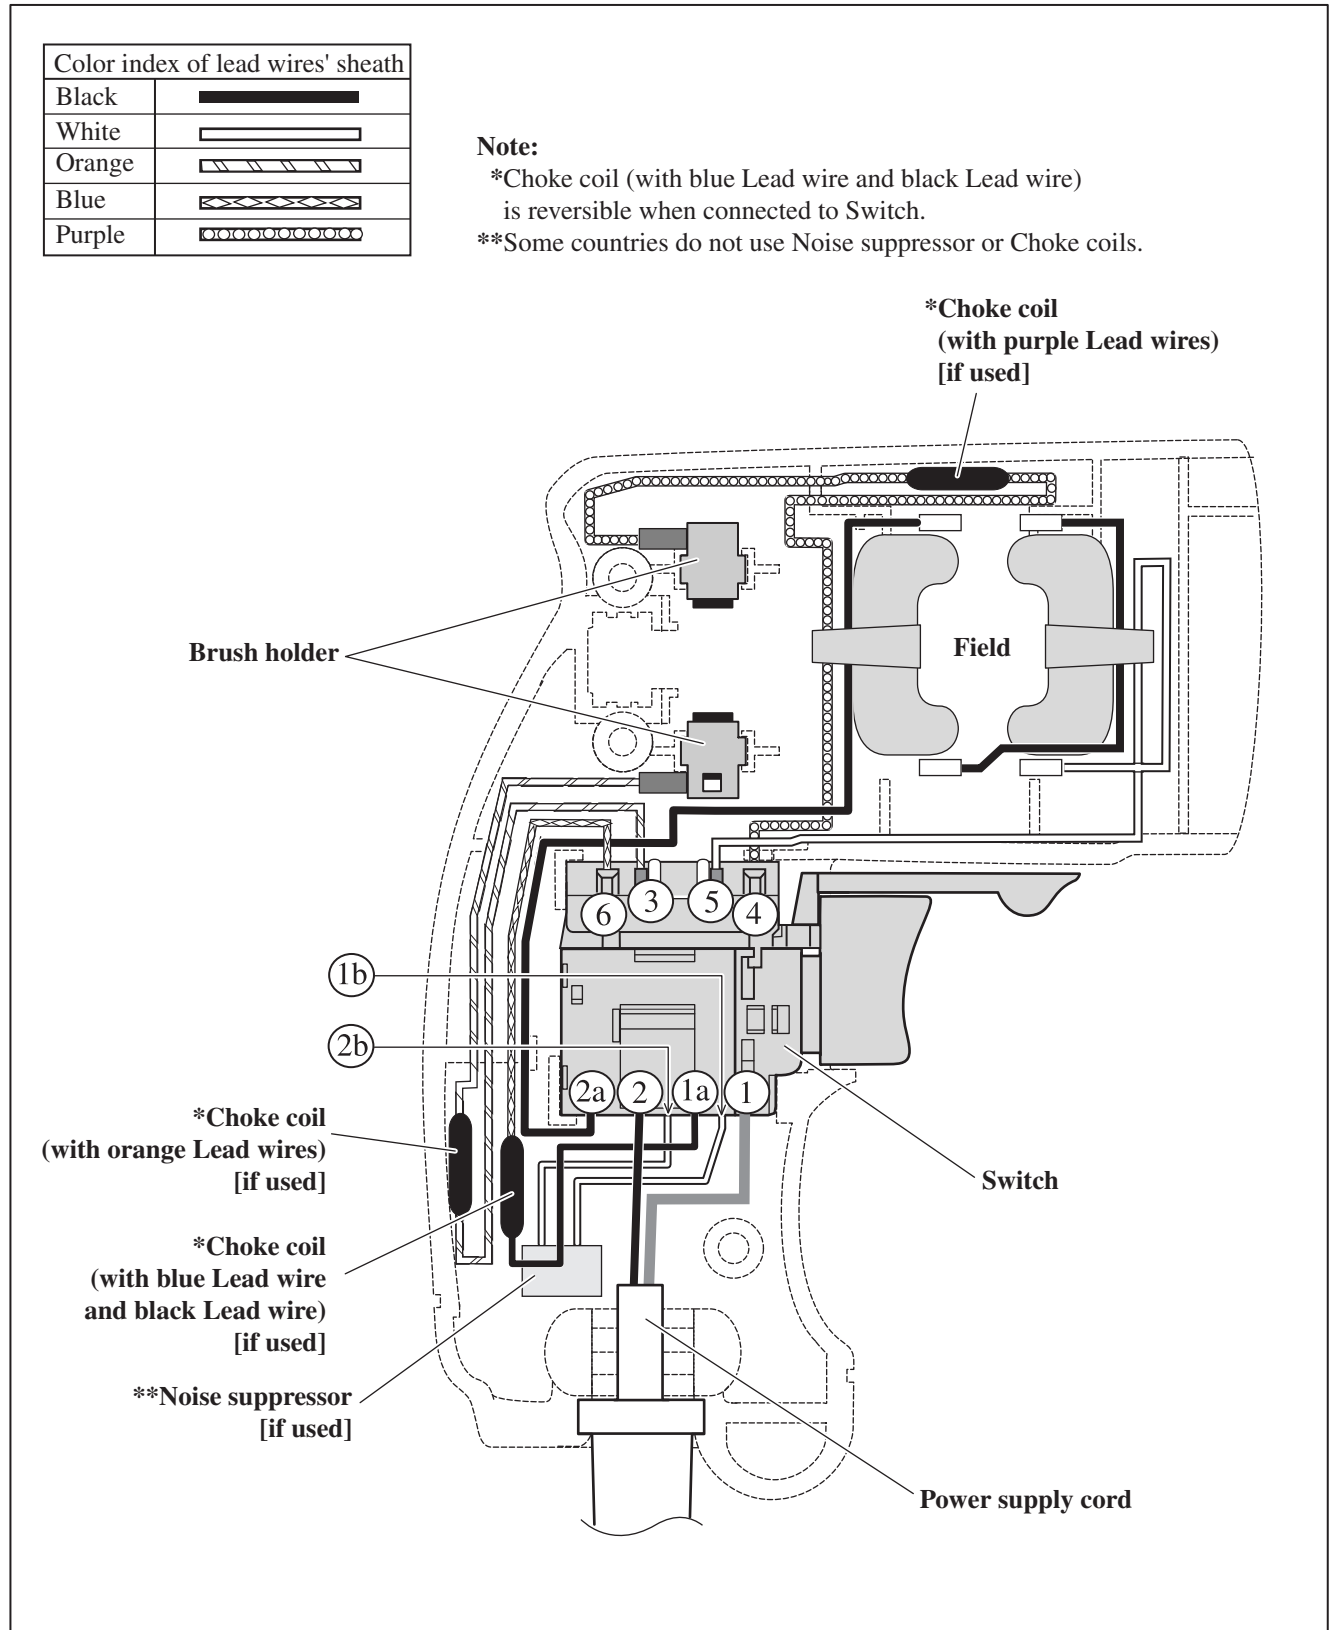 Color index of lead wires' sheath
Black
White
Orange
Blue
Purple
Note:
*Choke coil (with blue Lead wire and black Lead wire)
is reversible when connected to Switch.
**Some countries do not use Noise suppressor or Choke coils.
*Choke coil
(with purple Lead wires)
[if used]
Brush holder
Field
6
3
5
4
1b
2b
2a
2
1a
1
*Choke coil
(with orange Lead wires)
[if used]
Switch
*Choke coil
(with blue Lead wire
and black Lead wire)
[if used]
**Noise suppressor
[if used]
Power supply cord